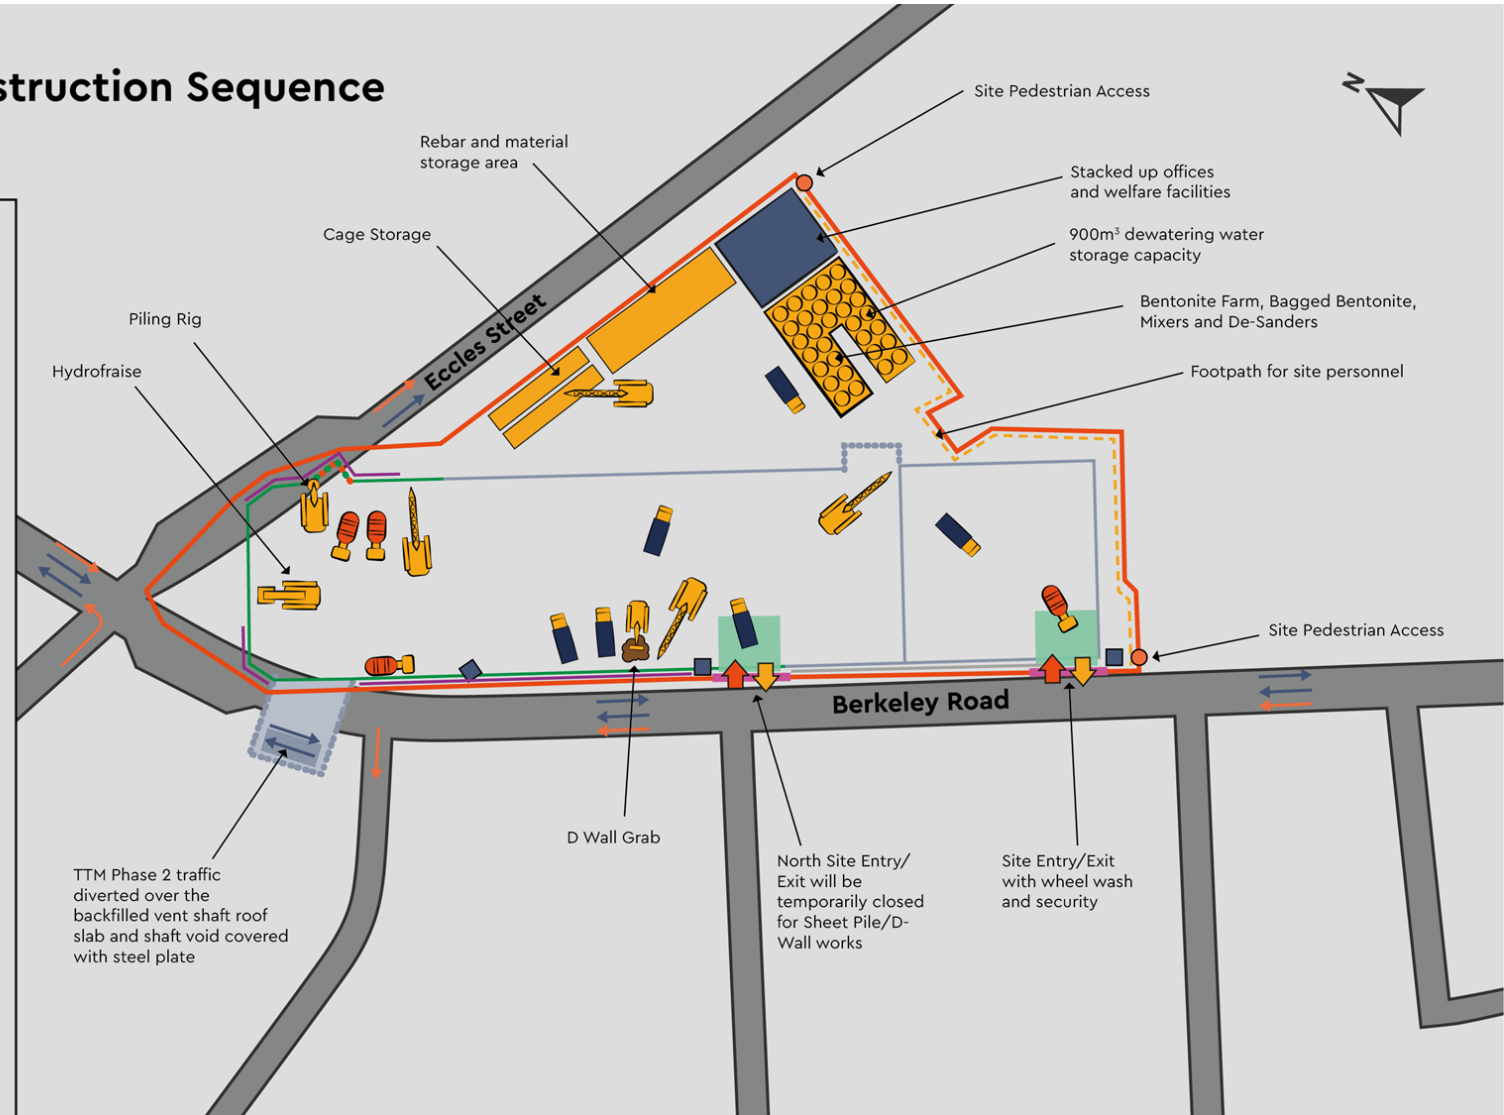 struction Sequence
N
Site Pedestrian Access
Rebar and material
storage area
Stacked up offices
and welfare facilities
Cage Storage
900m³ dewatering water
storage capacity
Bentonite Farm, Bagged Bentonite,
Mixers and De-Sanders
Piling Rig
Eccles Street
Hydrofraise
Footpath for site personnel
Site Pedestrian Access
Berkeley Road
D Wall Grab
North Site Entry/
Exit will be
temporarily closed
for Sheet Pile/D-
Wall works
Site Entry/Exit
with wheel wash
and security
TTM Phase 2 traffic
diverted over the
backfilled vent shaft roof
slab and shaft void covered
with steel plate